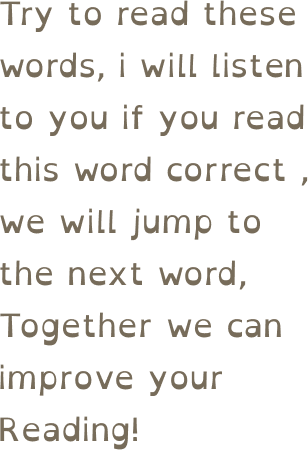 Try to read these
words, i will listen
to you if you read
this word correct ,
we will jump to
the next word,
Together we can
improve your
Reading!